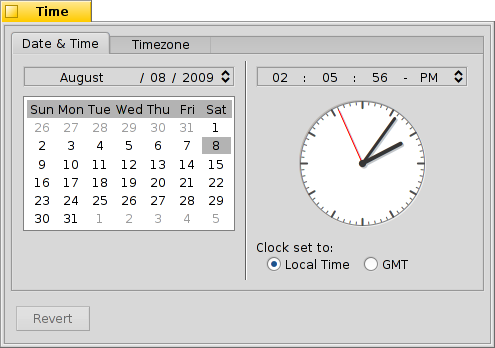 Time
Date & Time Timezone
August / 08 / 2009
02 : 05 : 56 - PM
Sun Mon Tue Wed Thu Fri Sat
26 27 28 29 30 31 1
2 3 4 5 6 7 8
9 10 11 12 13 14 15
16 17 18 19 20 21 22
23 24 25 26 27 28 29
30 31 1 2 3 4 5
Clock set to:
Local Time GMT
Revert